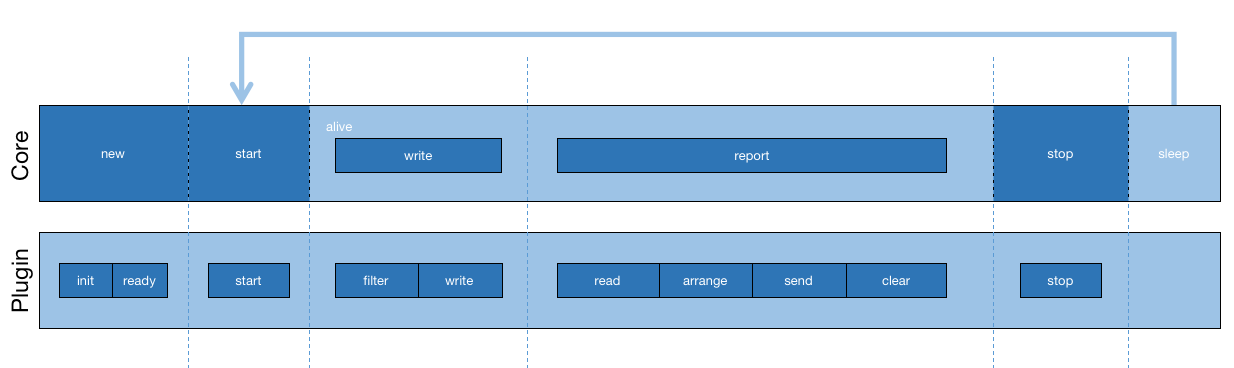 Core
new
start
alive
write
report
stop
sleep
Plugin
init
ready
start
filter
write
read
arrange
send
clear
stop